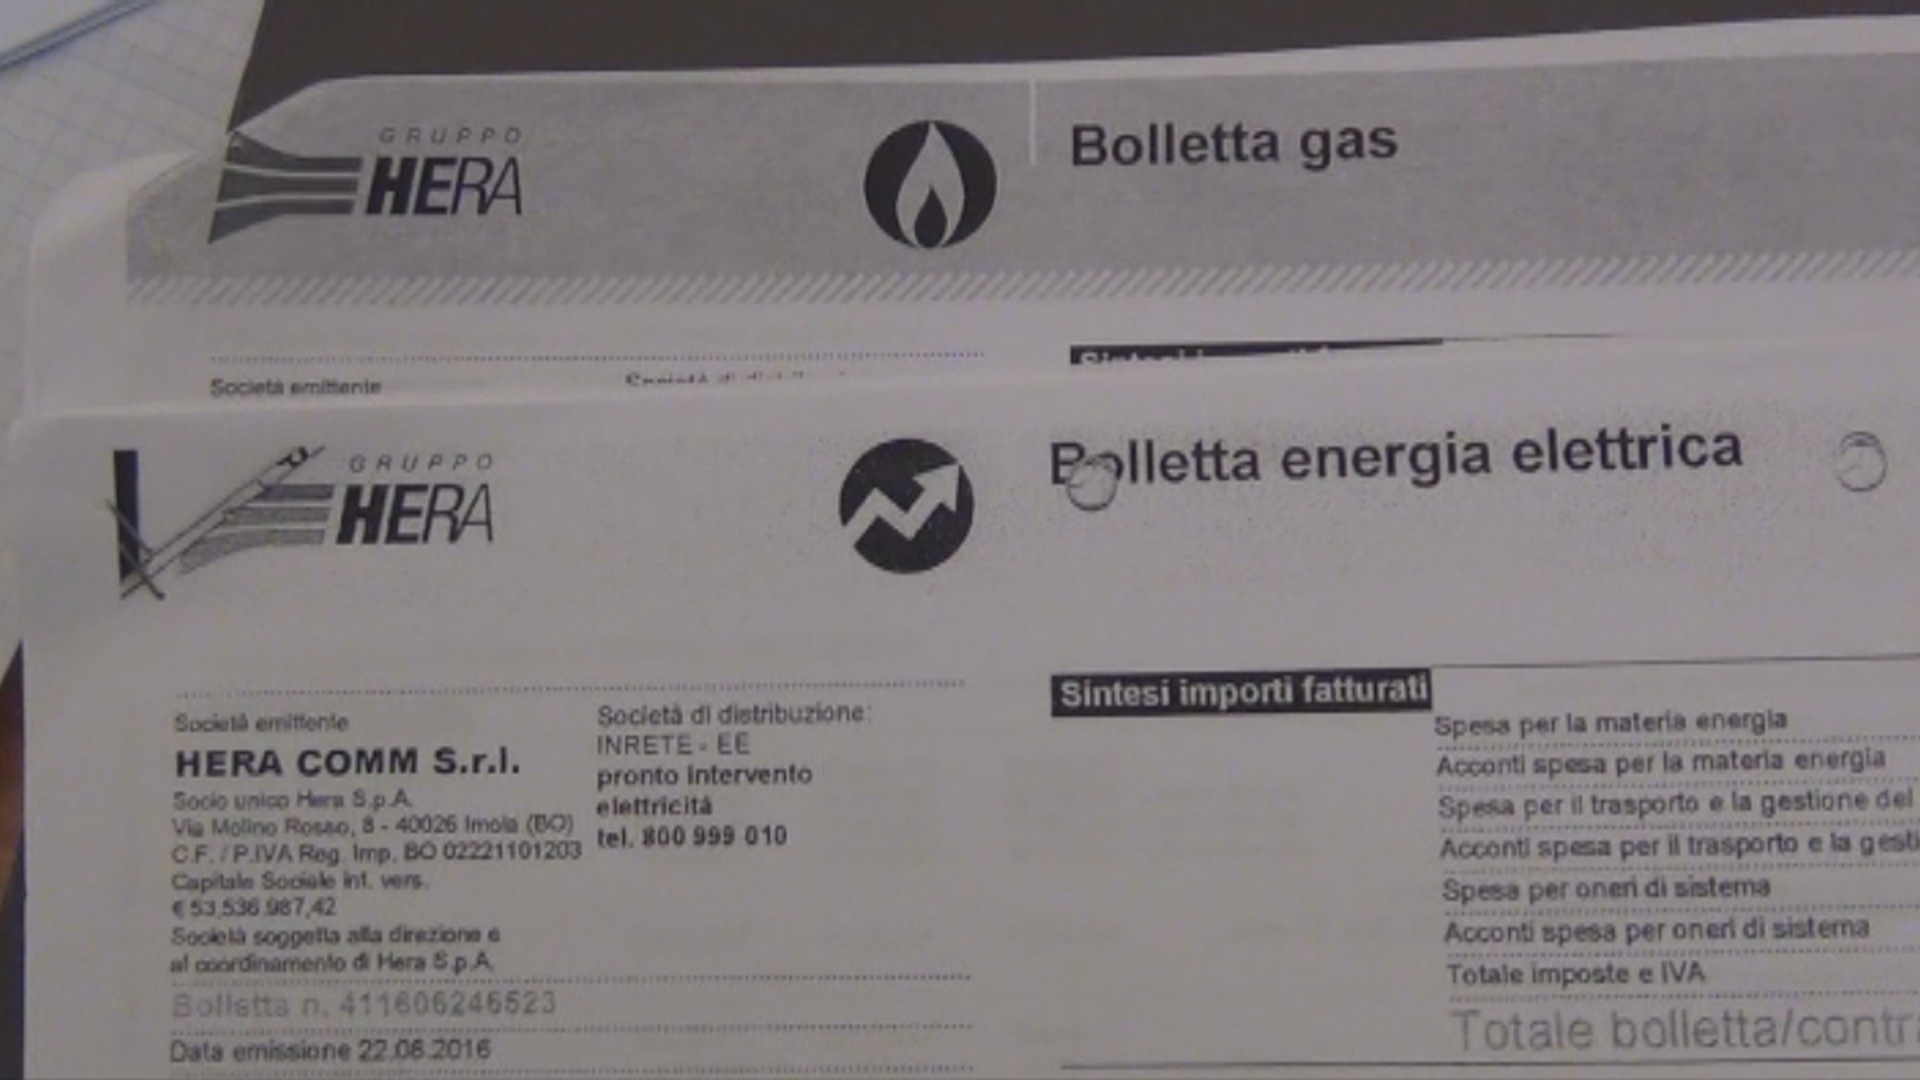 GRUPPO
HERA
Bolletta gas
Società emittente
GRUPPO
HERA
Bolletta energia elettrica
Società emittente
HERA COMM S.r.l.
Socio unico Hera S.p.A.
Via Molino Rosso, 8 - 40026 Imola (BO)
C.F. / P.IVA Reg. Imp. BO 02221101203
Capitale Sociale int. vers.
€ 53.536.987,42
Società soggetta alla direzione e
al coordinamento di Hera S.p.A.
Società di distribuzione:
INRETE - EE
pronto intervento
elettricità
tel. 800 999 010
Bolletta n. 411606246523
Data emissione 22.06.2016
Sintesi importi fatturati
Spesa per la materia energia
Acconti spesa per la materia energia
Spesa per il trasporto e la gestione del
Acconti spesa per il trasporto e la gesti
Spesa per oneri di sistema
Acconti spesa per oneri di sistema
Totale imposte e IVA
Totale bolletta/contr